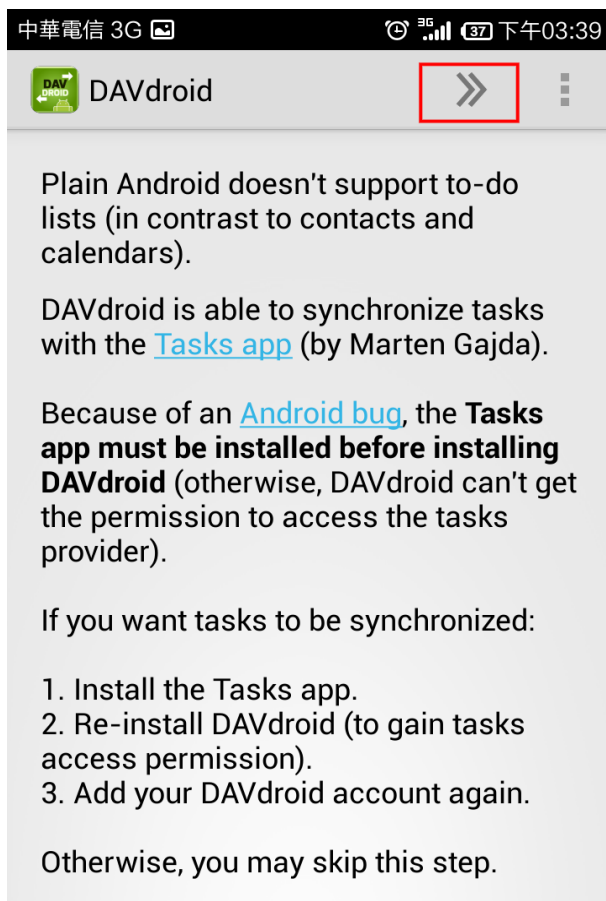 中華電信 3G
3G 37 下午03:39
DAV
DROID
DAVdroid
Plain Android doesn't support to-do
lists (in contrast to contacts and
calendars).
DAVdroid is able to synchronize tasks
with the Tasks app (by Marten Gajda).
Because of an Android bug, the Tasks
app must be installed before installing
DAVdroid (otherwise, DAVdroid can't get
the permission to access the tasks
provider).
If you want tasks to be synchronized:
1. Install the Tasks app.
2. Re-install DAVdroid (to gain tasks
access permission).
3. Add your DAVdroid account again.
Otherwise, you may skip this step.